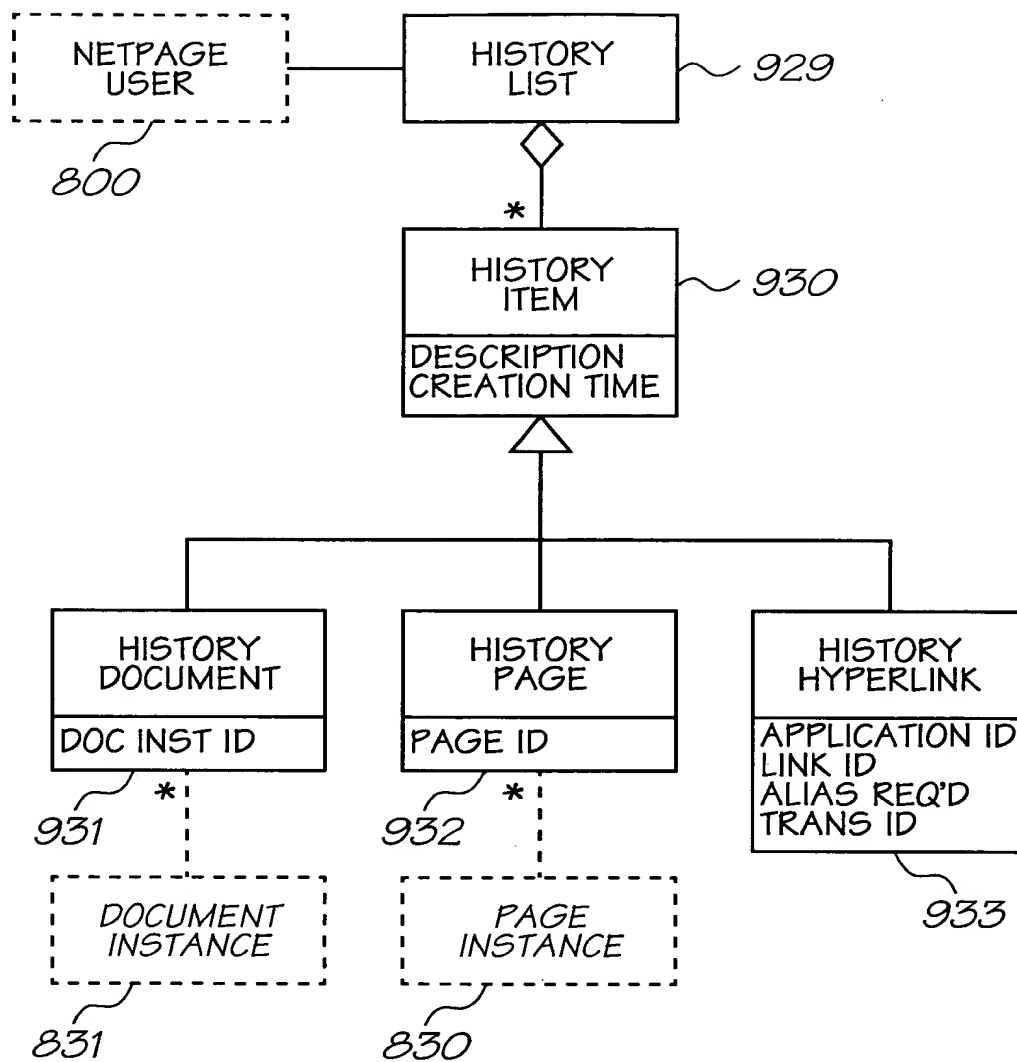 NETPAGE
USER
800
HISTORY
LIST
929
*
HISTORY
ITEM
930
DESCRIPTION
CREATION TIME
HISTORY
DOCUMENT
DOC INST ID
931
*
HISTORY
PAGE
PAGE ID
932
*
HISTORY
HYPERLINK
APPLICATION ID
LINK ID
ALIAS REQ'D
TRANS ID
933
DOCUMENT
INSTANCE
831
PAGE
INSTANCE
830